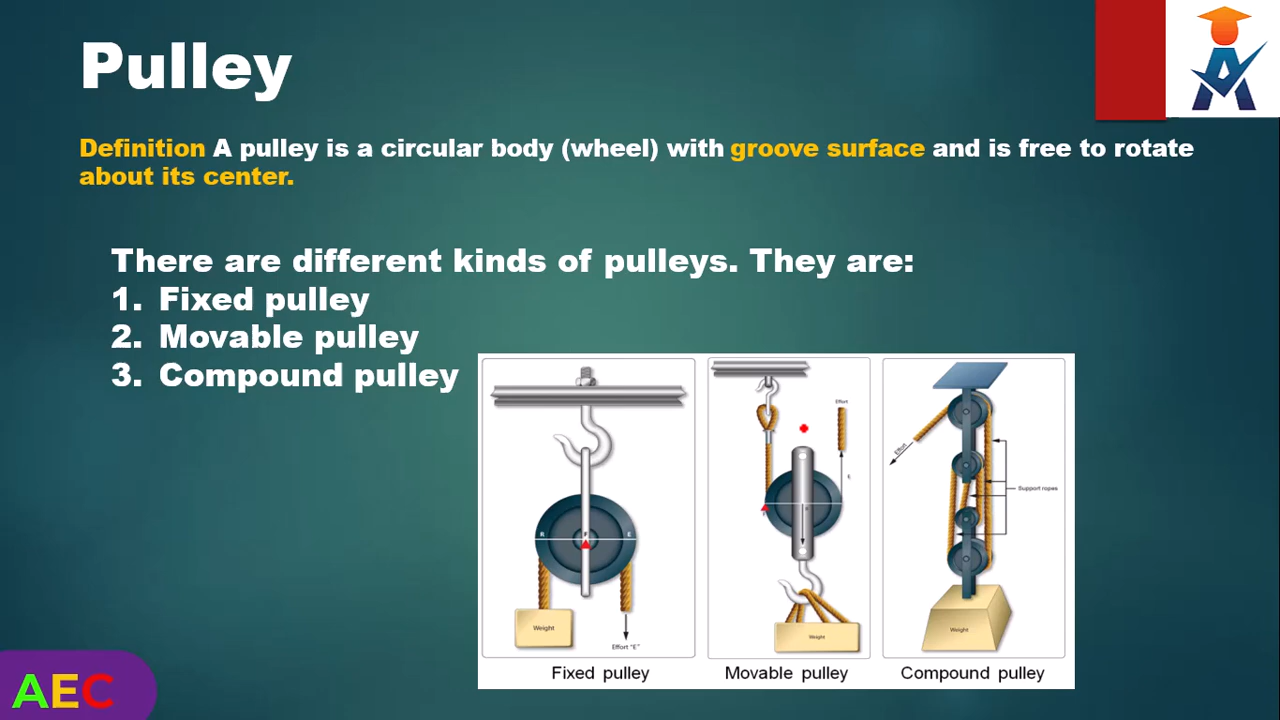 Pulley
Definition A pulley is a circular body (wheel) with groove surface and is free to rotate
about its center.
There are different kinds of pulleys. They are:
1. Fixed pulley
2. Movable pulley
3. Compound pulley
R F E
Weight
Effort "E"
Fixed pulley
Effort
E
Weight
Movable pulley
Effort
Support ropes
Weight
Compound pulley
AEC